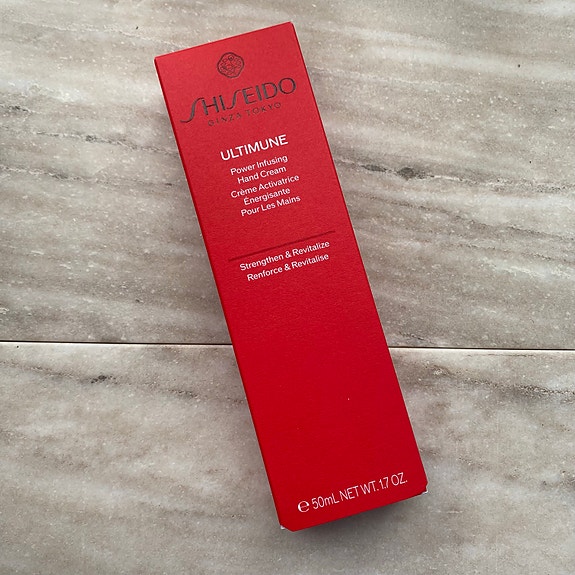 SHISEIDO
GINZA TOKYO
ULTIMUNE
Power Infusing
Hand Cream
Crème Activatrice
Énergisante
Pour Les Mains
Strengthen & Revitalize
Renforce & Revitalise
℮ 50mL NET WT. 1.7 OZ.